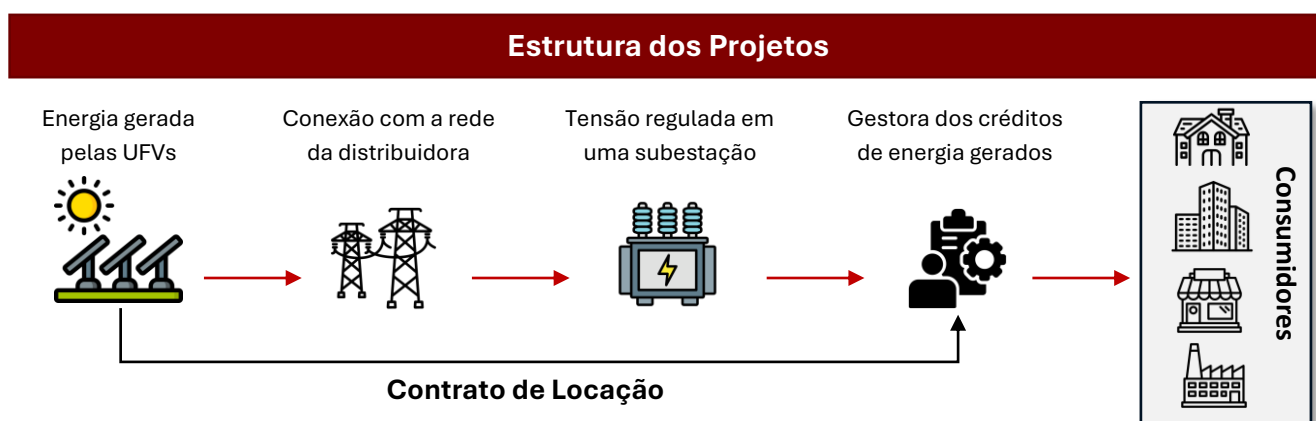 Estrutura dos Projetos
Energia gerada
pelas UFVs
Conexão com a rede
da distribuidora
Tensão regulada em
uma subestação
Gestora dos créditos
de energia gerados
Consumidores
Contrato de Locação